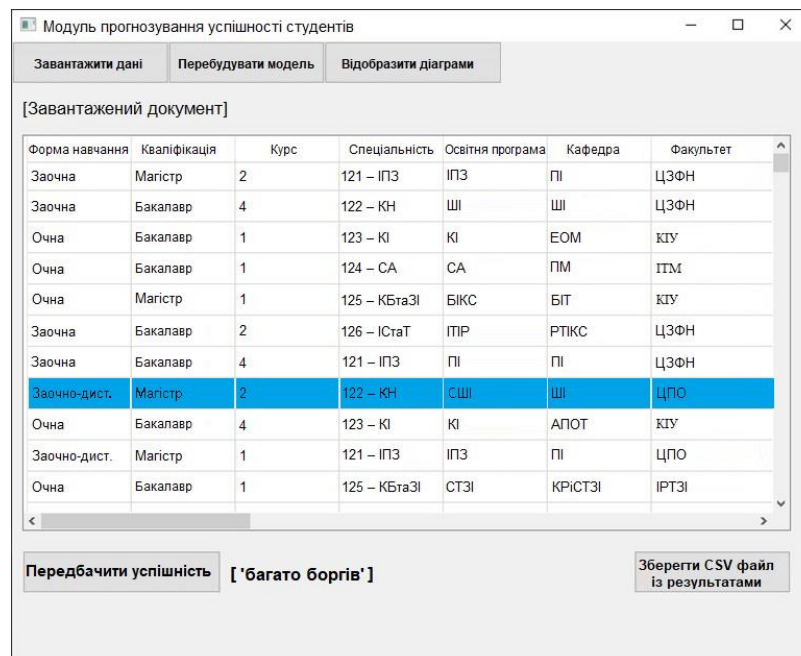 Модуль прогнозування успішності студентів
Завантажити дані Перебудувати модель Відобразити діаграми
[Завантажений документ]
Форма навчання Кваліфікація Курс Спеціальність Освітня програма Кафедра Факультет
Заочна Магістр 2 121 – ІПЗ ІПЗ ПІ ЦЗФН
Заочна Бакалавр 4 122 – КН ШІ ШІ ЦЗФН
Очна Бакалавр 1 123 – КІ КІ ЕОМ КІУ
Очна Бакалавр 1 124 – СА СА ПМ ІТМ
Очна Магістр 1 125 – КБтаЗІ БІКС БІТ КІУ
Заочна Бакалавр 2 126 – ІСтаТ ІТІР РТІКС ЦЗФН
Заочна Бакалавр 4 121 – ІПЗ ПІ ПІ ЦЗФН
Заочно-дист. Магістр 2 122 – КН СШІ ШІ ЦПО
Очна Бакалавр 4 123 – КІ КІ АПОТ КІУ
Заочно-дист. Магістр 1 121 – ІПЗ ІПЗ ПІ ЦПО
Очна Бакалавр 1 125 – КБтаЗІ СТЗІ КРіСТЗІ ІРТЗІ
Передбачити успішність [ 'багато боргів' ]
Зберегти CSV файл
із результатами